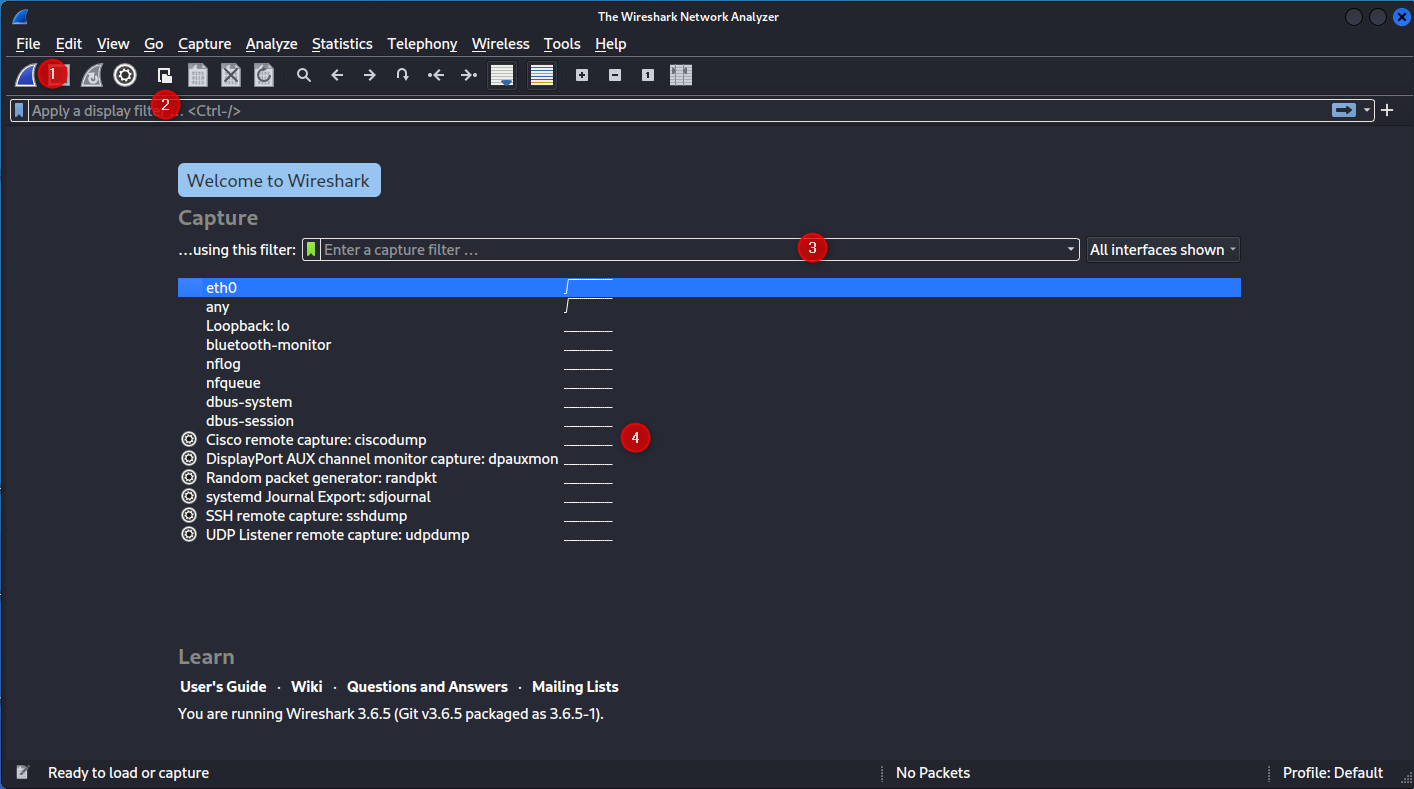 The Wireshark Network Analyzer
File Edit View Go Capture Analyze Statistics Telephony Wireless Tools Help
1
2
Apply a display filter … <Ctrl-/>
Welcome to Wireshark
Capture
…using this filter: Enter a capture filter … 3 All interfaces shown
eth0
any
Loopback: lo
bluetooth-monitor
nflog
nfqueue
dbus-system
dbus-session
Cisco remote capture: ciscodump 4
DisplayPort AUX channel monitor capture: dpauxmon
Random packet generator: randpkt
systemd Journal Export: sdjournal
SSH remote capture: sshdump
UDP Listener remote capture: udpdump
Learn
User's Guide · Wiki · Questions and Answers · Mailing Lists
You are running Wireshark 3.6.5 (Git v3.6.5 packaged as 3.6.5-1).
Ready to load or capture No Packets Profile: Default